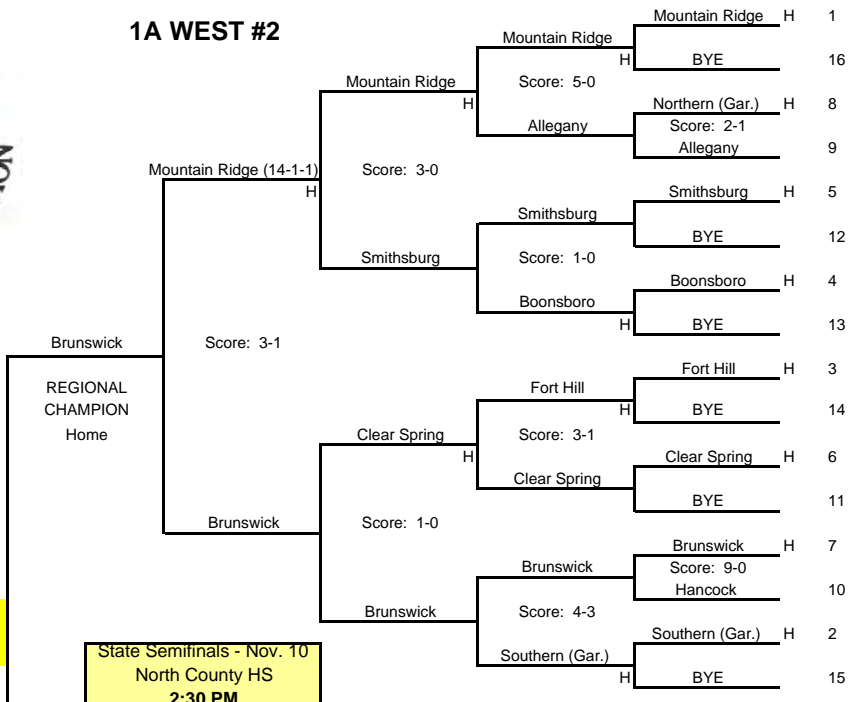 1A WEST #2
Mountain Ridge H 1
Mountain Ridge
H BYE 16
Mountain Ridge Score: 5-0
H Northern (Gar.) H 8
Allegany Score: 2-1
Allegany 9
Mountain Ridge (14-1-1) Score: 3-0
H Smithsburg H 5
Smithsburg
BYE 12
Smithsburg Score: 1-0
Boonsboro H 4
Boonsboro
H BYE 13
Brunswick Score: 3-1
Fort Hill H 3
REGIONAL Fort Hill
CHAMPION H BYE 14
Home Clear Spring Score: 3-1
H Clear Spring H 6
Clear Spring
BYE 11
Brunswick Score: 1-0
Brunswick H 7
Brunswick Score: 9-0
Hancock 10
Brunswick Score: 4-3
Southern (Gar.) H 2
State Semifinals - Nov. 10 Southern (Gar.)
North County HS H BYE 15
2:30 PM